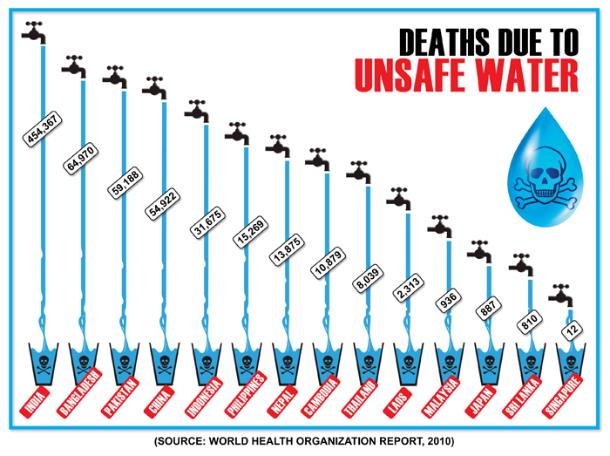 DEATHS DUE TO
UNSAFE WATER
454,367
64,970
59,188
54,922
31,675
15,269
13,875
10,879
8,039
2,313
936
887
810
12
INDIA
BANGLADESH
PAKISTAN
CHINA
INDONESIA
PHILIPPINES
NEPAL
CAMBODIA
THAILAND
LAOS
MALAYSIA
JAPAN
SRI LANKA
SINGAPORE
(SOURCE: WORLD HEALTH ORGANIZATION REPORT, 2010)